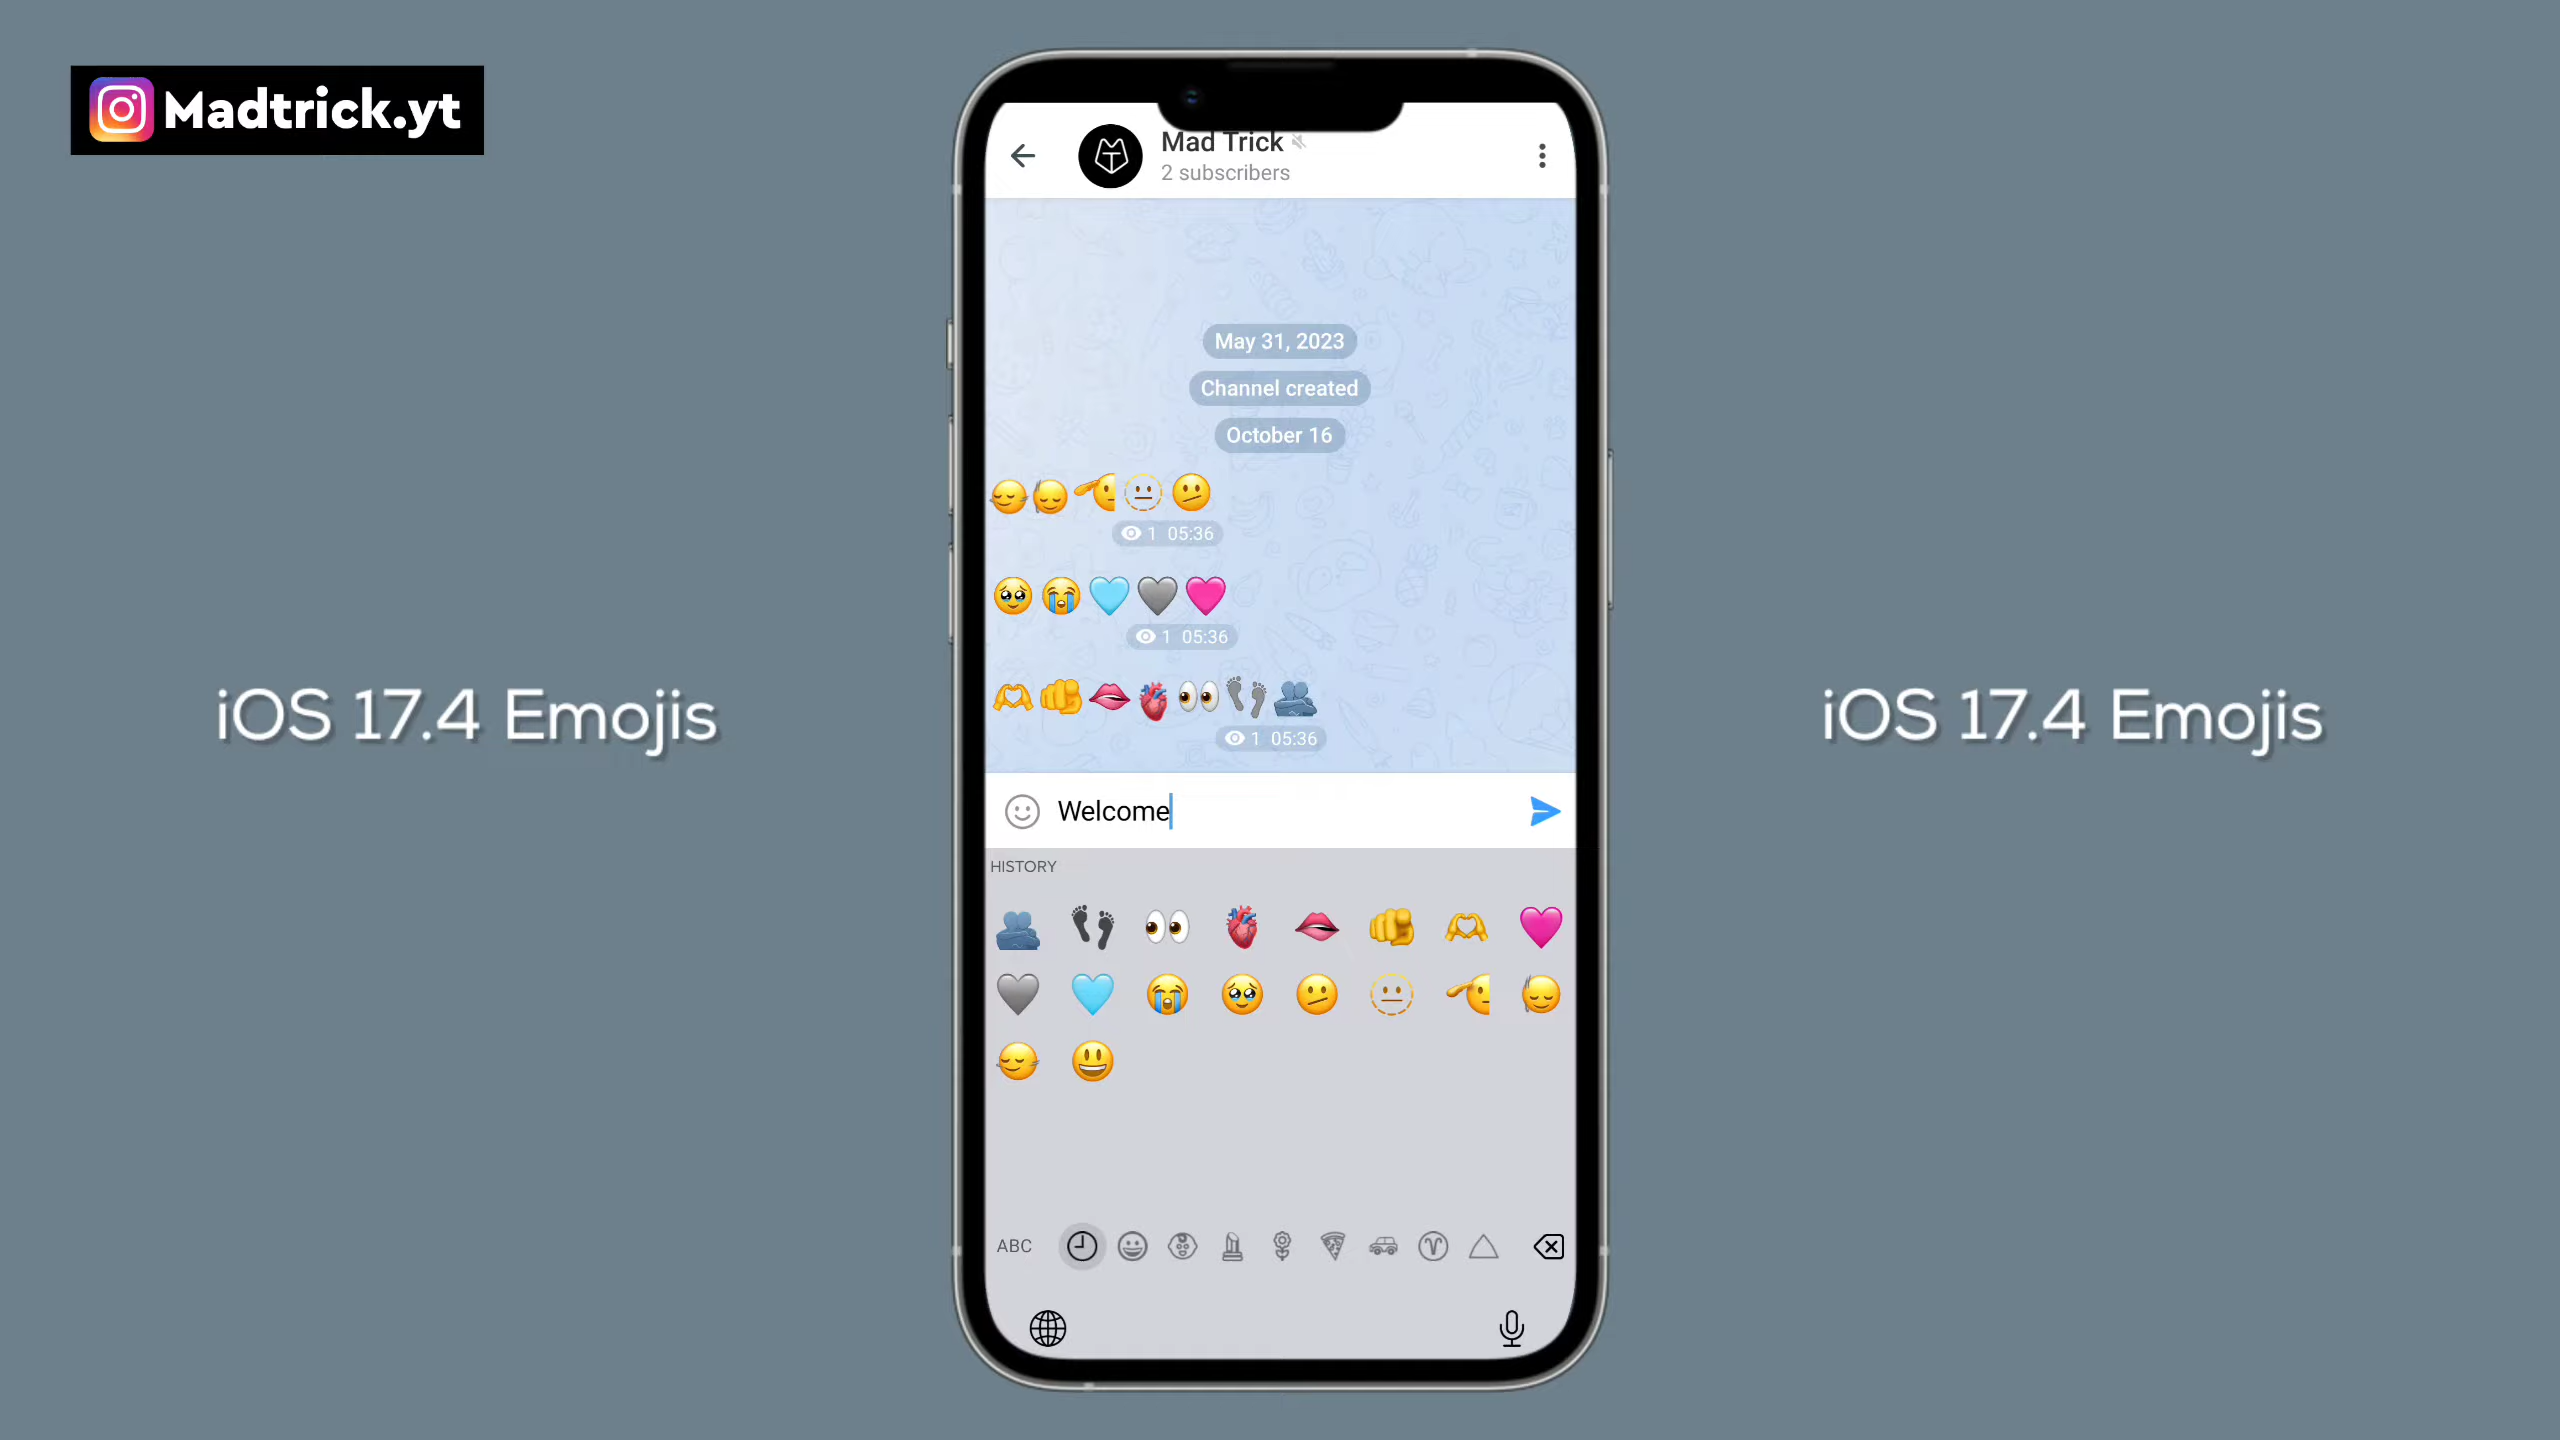 Madtrick.yt
Mad Trick
2 subscribers
May 31, 2023
Channel created
October 16
1 05:36
1 05:36
1 05:36
iOS 17.4 Emojis
iOS 17.4 Emojis
Welcome
HISTORY
ABC